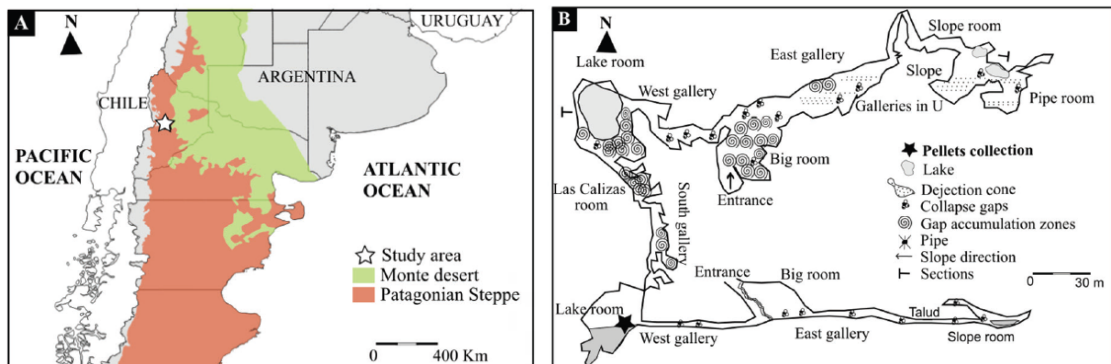 A
N
URUGUAY
ARGENTINA
CHILE
PACIFIC
OCEAN
ATLANTIC
OCEAN
Study area
Monte desert
Patagonian Steppe
0 400 Km
B
N
Lake room
West gallery
East gallery
Slope room
Slope
Galleries in U
Pipe room
Big room
Entrance
Las Calizas
room
South gallery
Pellets collection
Lake
Dejection cone
Collapse gaps
Gap accumulation zones
Pipe
Slope direction
Sections
0 30 m
Entrance
Big room
Lake room
West gallery
East gallery
Talud
Slope room